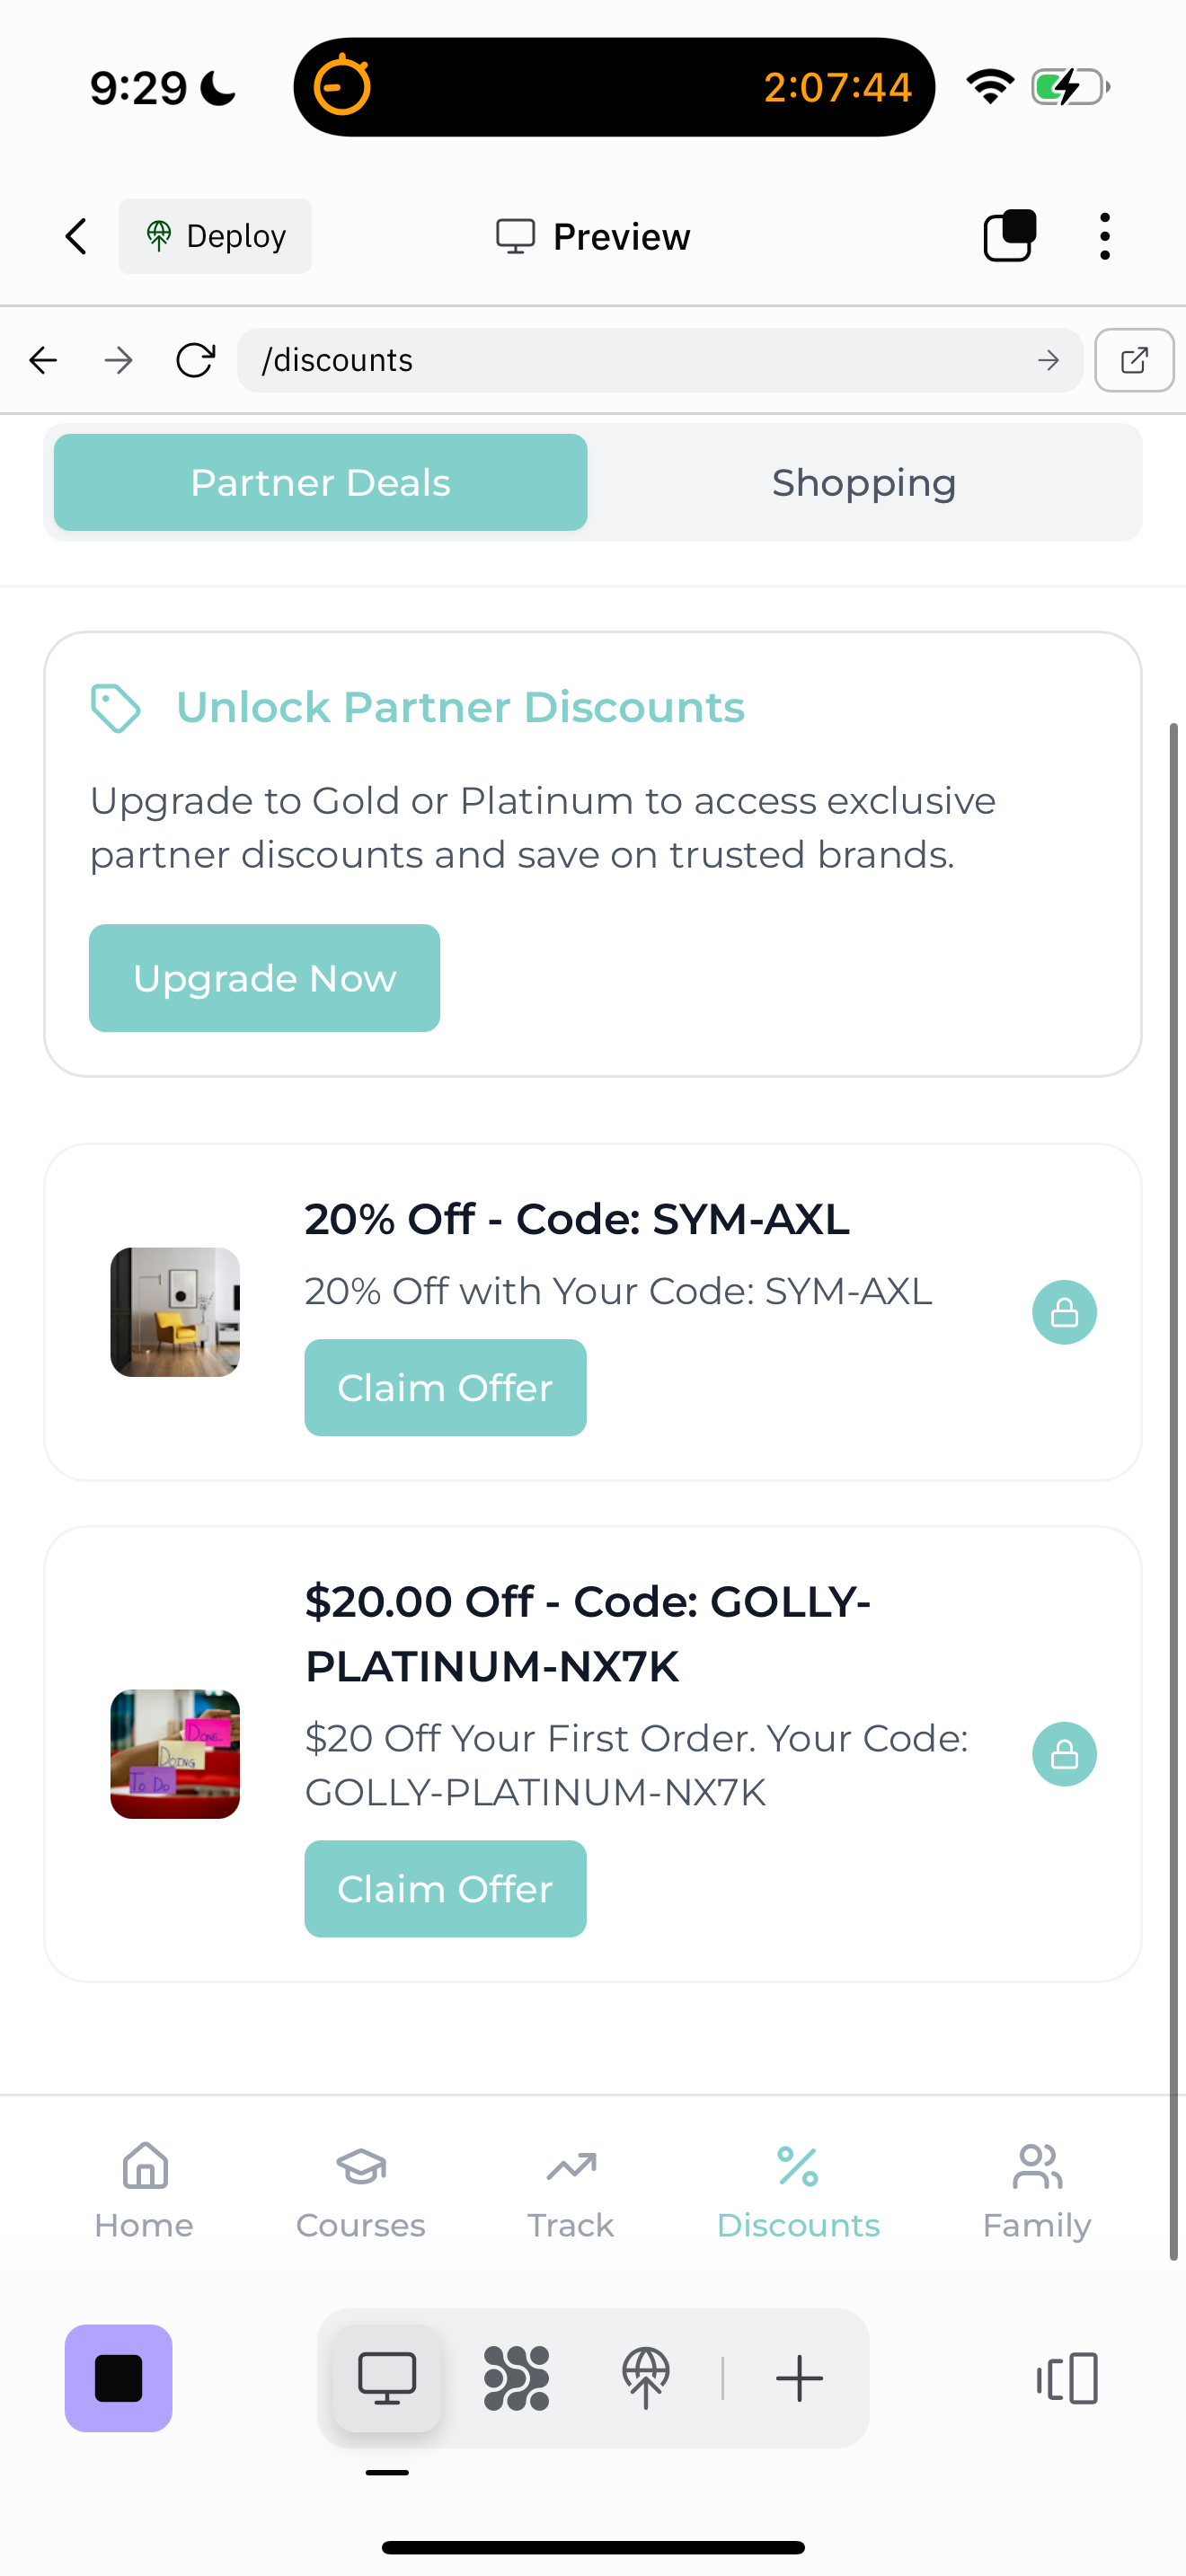 9:29
2:07:44
Deploy
Preview
/discounts
Partner Deals
Shopping
Unlock Partner Discounts
Upgrade to Gold or Platinum to access exclusive
partner discounts and save on trusted brands.
Upgrade Now
20% Off - Code: SYM-AXL
20% Off with Your Code: SYM-AXL
Claim Offer
$20.00 Off - Code: GOLLY-
PLATINUM-NX7K
Done
Doing
To Do
$20 Off Your First Order. Your Code:
GOLLY-PLATINUM-NX7K
Claim Offer
Home
Courses
Track
Discounts
Family